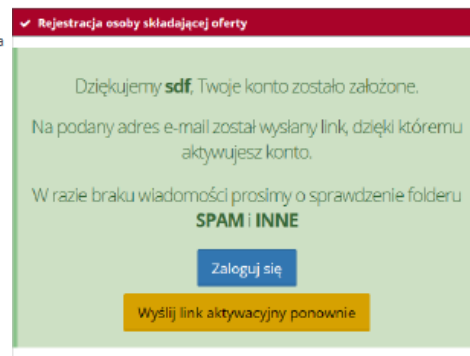 Rejestracja osoby składającej oferty
Dziękujemy sdf, Twoje konto zostało założone.
Na podany adres e-mail został wysłany link, dzięki któremu
aktywujesz konto.
W razie braku wiadomości prosimy o sprawdzenie folderu
SPAM i INNE
Zaloguj się
Wyślij link aktywacyjny ponownie